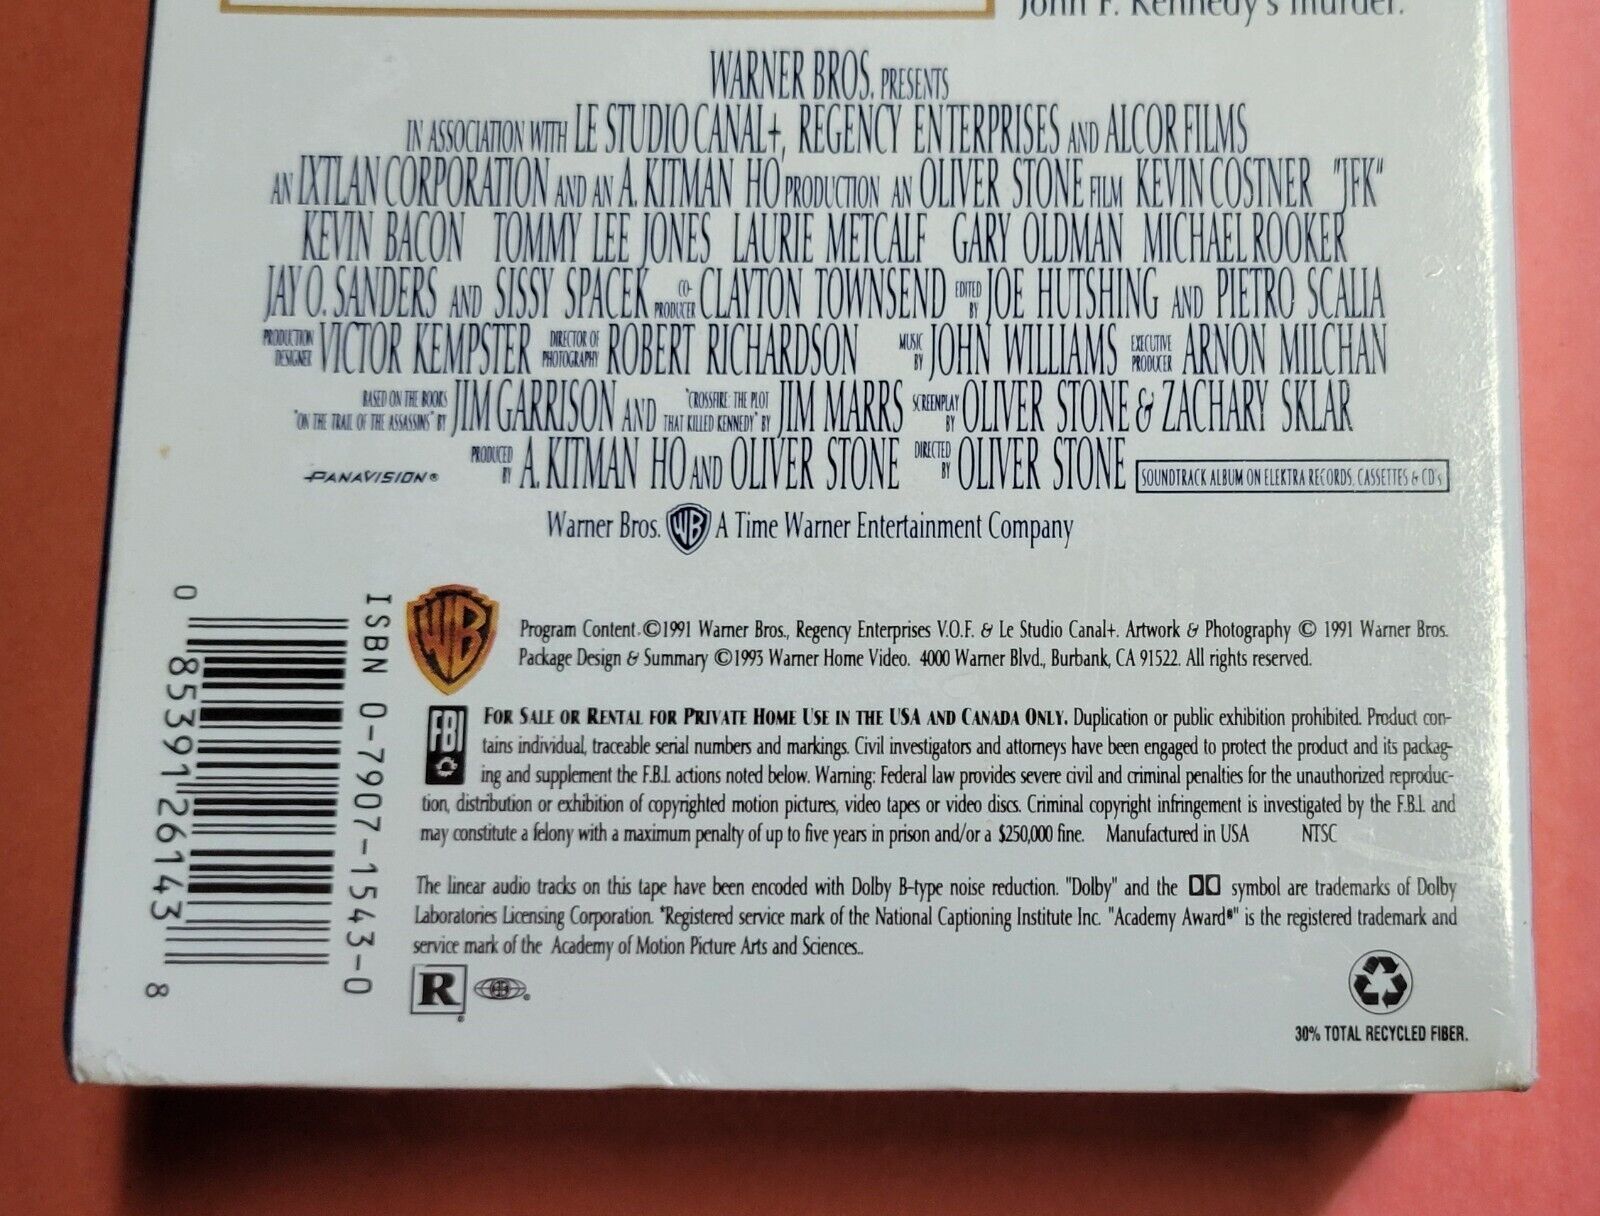 John F. Kennedy's murder.
WARNER BROS. PRESENTS
IN ASSOCIATION WITH LE STUDIO CANAL+, REGENCY ENTERPRISES AND ALCOR FILMS
AN IXTLAN CORPORATION AND AN A. KITMAN HO PRODUCTION AN OLIVER STONE FILM KEVIN COSTNER "JFK"
KEVIN BACON TOMMY LEE JONES LAURIE METCALF GARY OLDMAN MICHAEL ROOKER
JAY O. SANDERS AND SISSY SPACEK CO-PRODUCER CLAYTON TOWNSEND EDITED BY JOE HUTSHING AND PIETRO SCALIA
PRODUCTION DESIGNER VICTOR KEMPSTER DIRECTOR OF PHOTOGRAPHY ROBERT RICHARDSON MUSIC BY JOHN WILLIAMS EXECUTIVE PRODUCER ARNON MILCHAN
BASED ON THE BOOKS "ON THE TRAIL OF THE ASSASSINS" BY JIM GARRISON AND "CROSSFIRE: THE PLOT THAT KILLED KENNEDY" BY JIM MARRS SCREENPLAY BY OLIVER STONE & ZACHARY SKLAR
PANAVISION® PRODUCED BY A. KITMAN HO AND OLIVER STONE DIRECTED BY OLIVER STONE SOUNDTRACK ALBUM ON ELEKTRA RECORDS, CASSETTES & CD's
Warner Bros. WB A Time Warner Entertainment Company
0 85391 26143 8
ISBN 0-7907-1543-0
WB
Program Content ©1991 Warner Bros., Regency Enterprises V.O.F. & Le Studio Canal+. Artwork & Photography © 1991 Warner Bros.
Package Design & Summary ©1993 Warner Home Video. 4000 Warner Blvd., Burbank, CA 91522. All rights reserved.
FBI
FOR SALE OR RENTAL FOR PRIVATE HOME USE IN THE USA AND CANADA ONLY. Duplication or public exhibition prohibited. Product con-
tains individual, traceable serial numbers and markings. Civil investigators and attorneys have been engaged to protect the product and its packag-
ing and supplement the F.B.I. actions noted below. Warning: Federal law provides severe civil and criminal penalties for the unauthorized reproduc-
tion, distribution or exhibition of copyrighted motion pictures, video tapes or video discs. Criminal copyright infringement is investigated by the F.B.I. and
may constitute a felony with a maximum penalty of up to five years in prison and/or a $250,000 fine. Manufactured in USA NTSC
The linear audio tracks on this tape have been encoded with Dolby B-type noise reduction. "Dolby" and the symbol are trademarks of Dolby
Laboratories Licensing Corporation. *Registered service mark of the National Captioning Institute Inc. "Academy Award®" is the registered trademark and
service mark of the Academy of Motion Picture Arts and Sciences..
R ®
30% TOTAL RECYCLED FIBER.